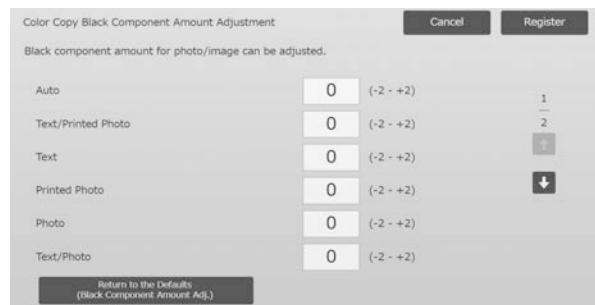 Color Copy Black Component Amount Adjustment Cancel Register
Black component amount for photo/image can be adjusted.
Auto 0 (-2 - +2)
1
Text/Printed Photo 0 (-2 - +2) 2
Text 0 (-2 - +2)
Printed Photo 0 (-2 - +2)
Photo 0 (-2 - +2)
Text/Photo 0 (-2 - +2)
Return to the Defaults
(Black Component Amount Adj.)